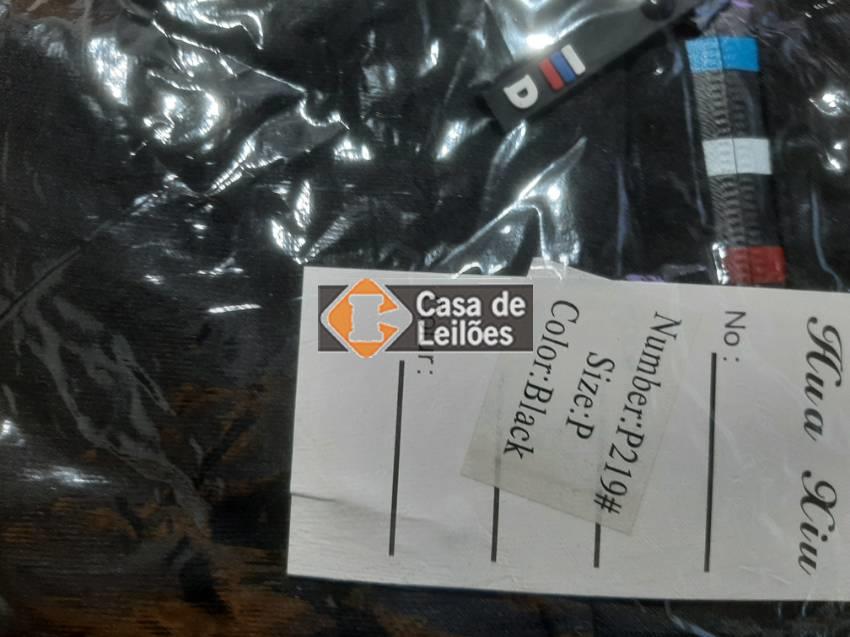 Hua Xiu
No:
Number:P219#
Size:P
Color:Black
Casa de
Leilões
D